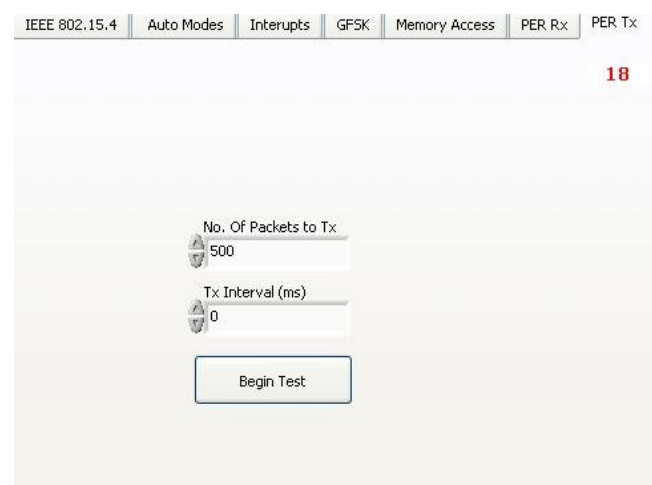 IEEE 802.15.4 Auto Modes Interupts GFSK Memory Access PER Rx PER Tx
18
No. Of Packets to Tx
500
Tx Interval (ms)
0
Begin Test